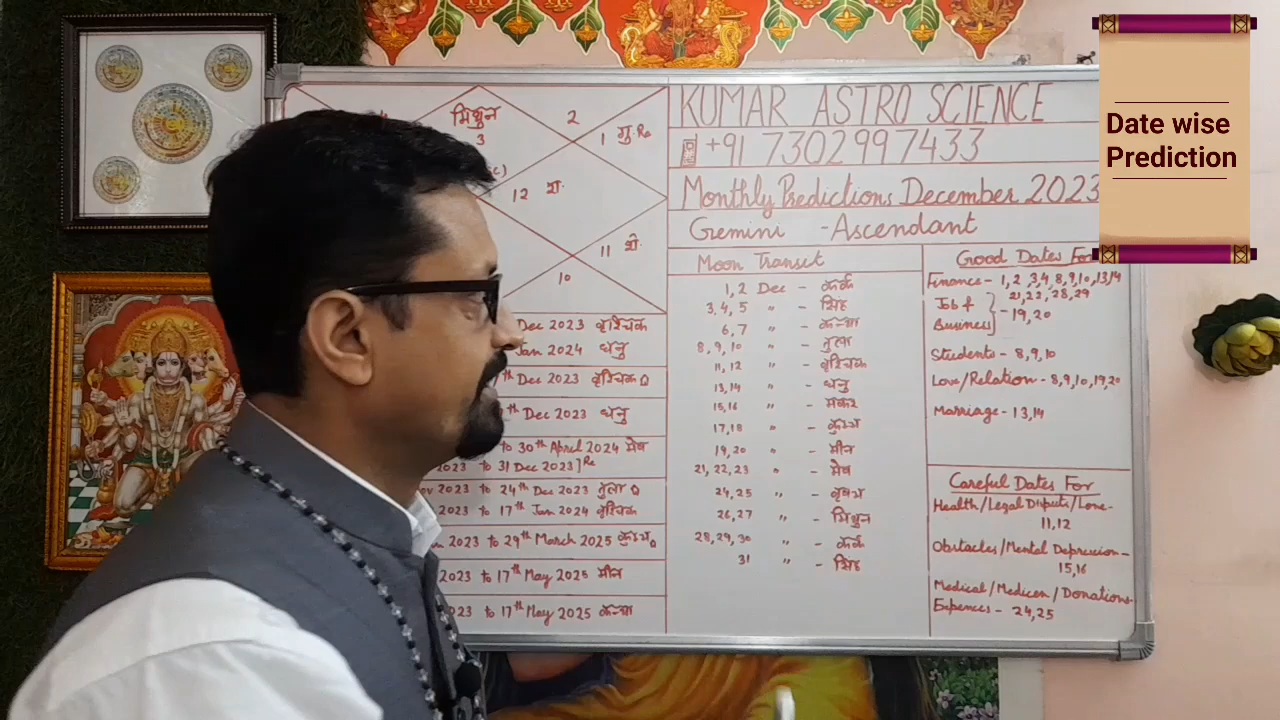 मिथुन
3
2
1 गु. Re
12 रा.
11 श.
10
Dec 2023 वृश्चिक
Jan 2024 धनु
Dec 2023 वृश्चिक
th Dec 2023 धनु
to 30th April 2024 मेष
2023 to 31 Dec 2023] Re
2023 to 24th Dec 2023 तुला
2023 to 17th Jan 2024 वृश्चिक
2023 to 29th March 2025 कुम्भ
2023 to 17th May 2025 मीन
2023 to 17th May 2025 कन्या
KUMAR ASTRO SCIENCE
+91 7302997433
Monthly Predictions December 2023
Gemini - Ascendant
Moon Transit
1, 2 Dec - कर्क
3, 4, 5 " - सिंह
6, 7 " - कन्या
8, 9, 10 " - तुला
11, 12 " - वृश्चिक
13, 14 " - धनु
15, 16 " - मकर
17, 18 " - कुम्भ
19, 20 " - मीन
21, 22, 23 " - मेष
24, 25 " - वृषभ
26, 27 " - मिथुन
28, 29, 30 " - कर्क
31 " - सिंह
Good Dates For
Finance - 1, 2, 3, 4, 8, 9, 10, 13, 14
21, 22, 28, 29
Job &
Business} - 19, 20
Students - 8, 9, 10
Love/Relation - 8, 9, 10, 19, 20
Marriage - 13, 14
Careful Dates For
Health/Legal Disputs/Love-
11, 12
Obstacles/Mental Depression -
15, 16
Medical/Medicen/Donations
Expences - 24, 25
Date wise
Prediction